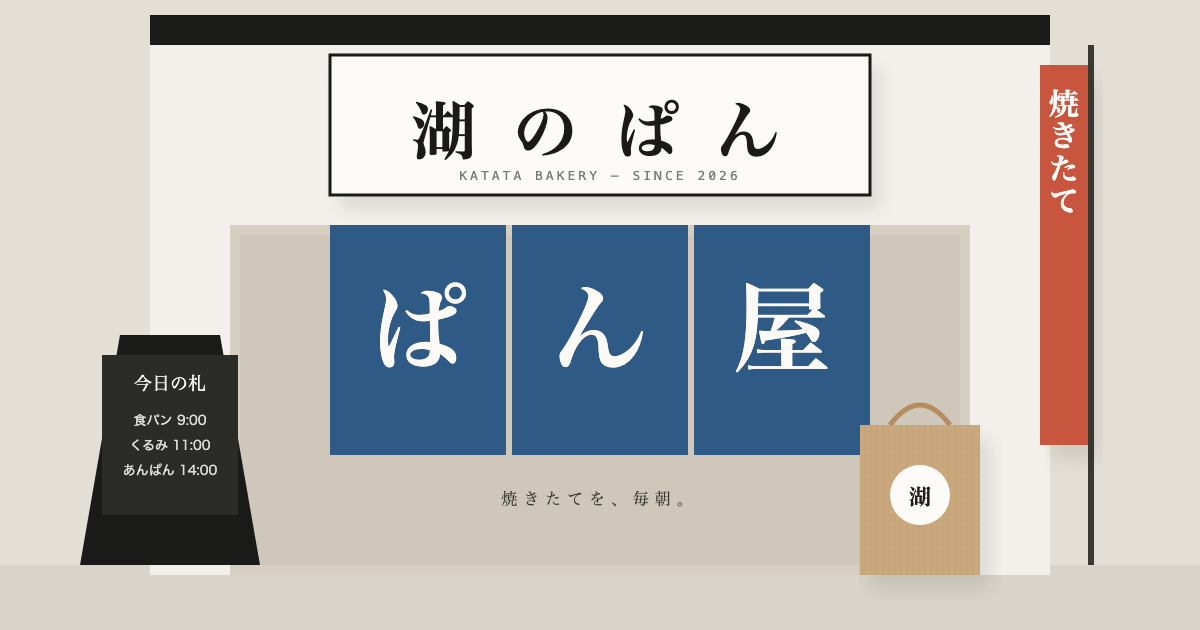 湖のぱん
KATATA BAKERY — SINCE 2026
焼きたて
ぱん屋
今日の札
食パン 9:00
くるみ 11:00
あんぱん 14:00
焼きたてを、毎朝。
湖